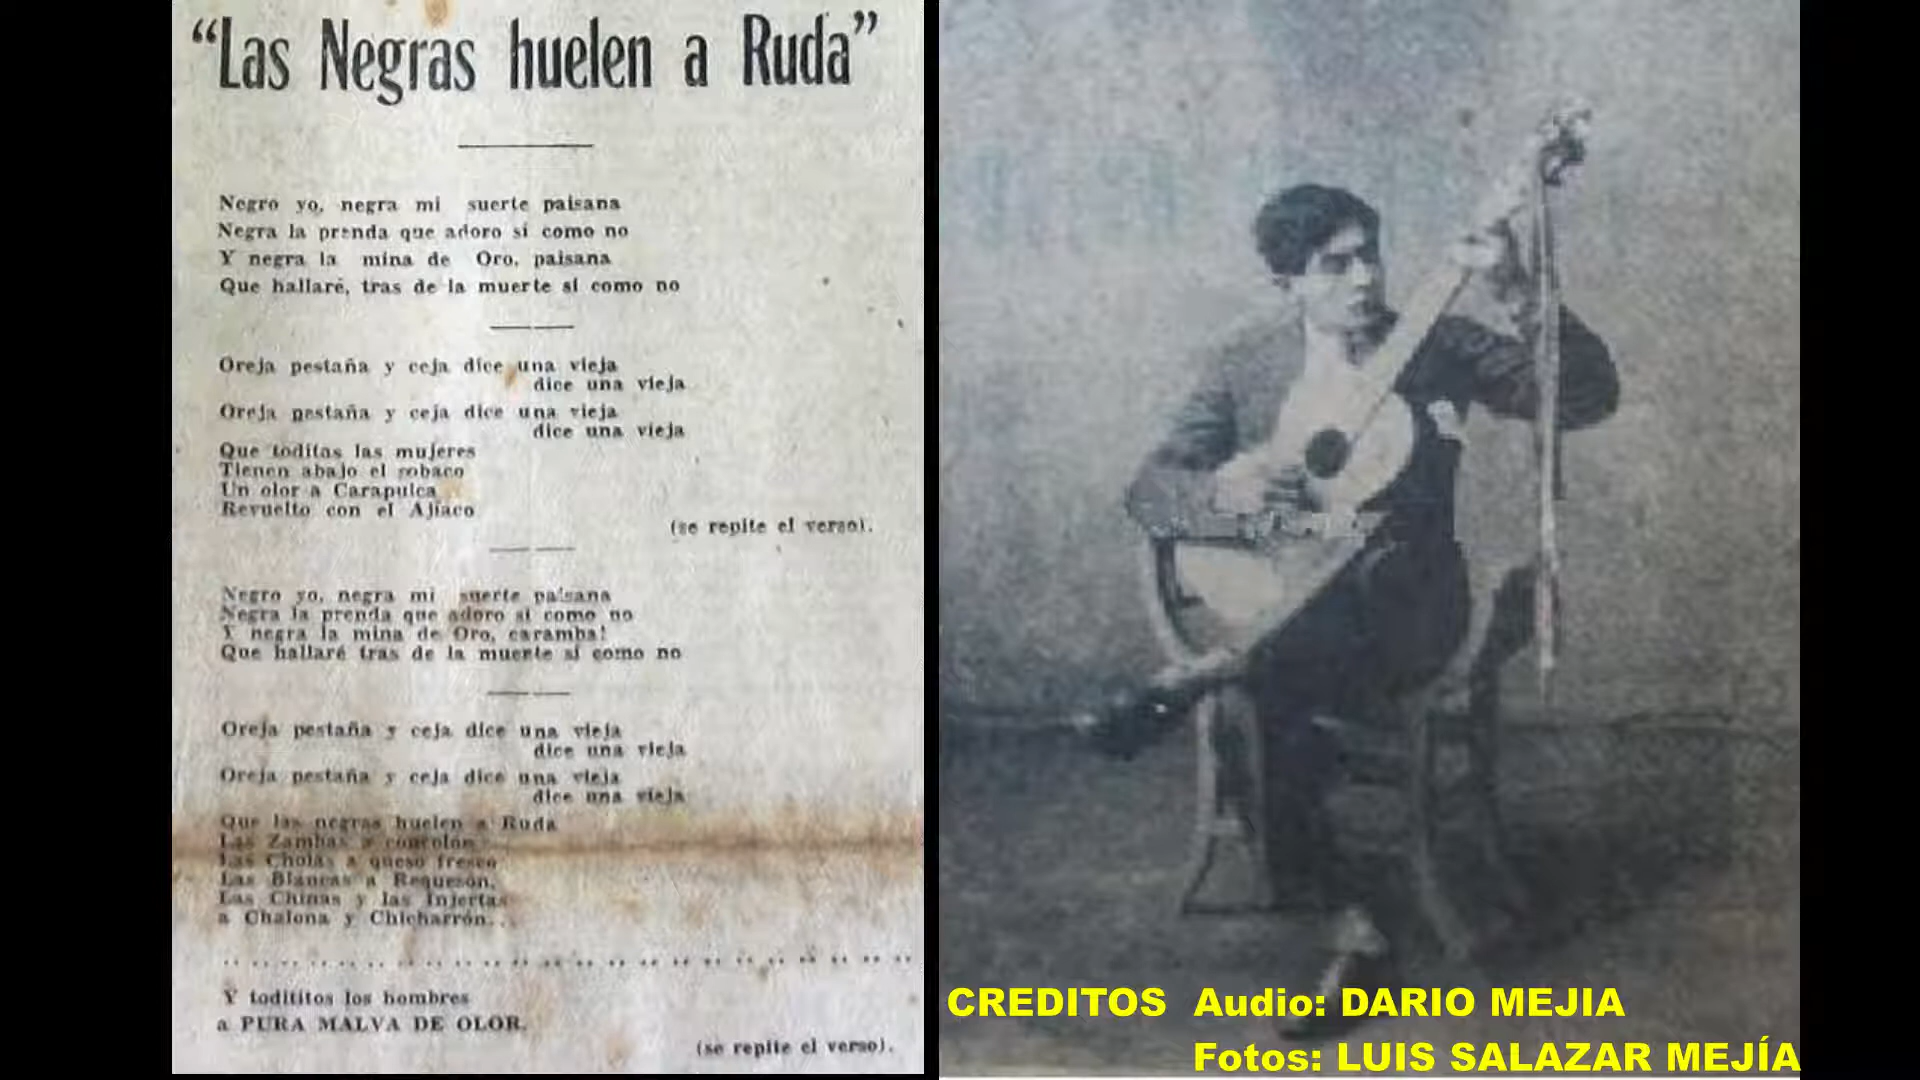 “Las Negras huelen a Ruda”
Negro yo, negra mi suerte paisana
Negra la prenda que adoro si como no
Y negra la mina de Oro, paisana
Que hallaré, tras de la muerte si como no
Oreja pestaña y ceja dice una vieja
dice una vieja
Oreja pestaña y ceja dice una vieja
dice una vieja
Que toditas las mujeres
Tienen abajo el sobaco
Un olor a Carapulca
Revuelto con el Ajiaco
(se repite el verso).
Negro yo, negra mi suerte paisana
Negra la prenda que adoro si como no
Y negra la mina de Oro, caramba!
Que hallaré tras de la muerte si como no
Oreja pestaña y ceja dice una vieja
dice una vieja
Oreja pestaña y ceja dice una vieja
dice una vieja
Que las negras huelen a Ruda
Las Zambas a concolón
Las Cholas a queso fresco
Las Blancas a Requesón,
Las Chinas y las Injertas
a Chalona y Chicharrón...
Y todititos los hombres
a PURA MALVA DE OLOR.
(se repite el verso).
CREDITOS Audio: DARIO MEJIA
Fotos: LUIS SALAZAR MEJÍA